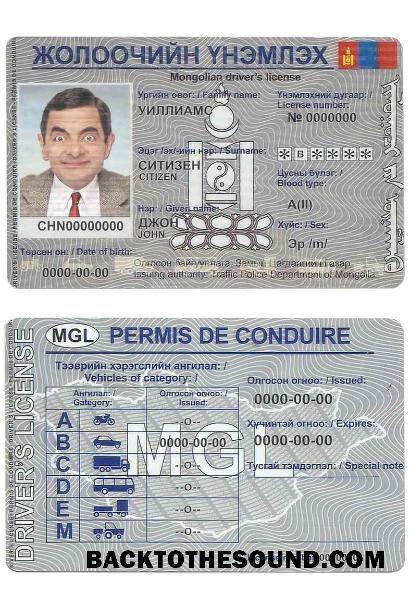 ЖОЛООЧИЙН ҮНЭМЛЭХ
Mongolian driver's license
Ургийн овог: / Family name:
УИЛЛИАМС
Үнэмлэхний дугаар: /
License number:
№ 0000000
Эцэг /эх/-ийн нэр: / Surname:
СИТИЗЕН
CITIZEN
* B * * * *
Цусны бүлэг: /
Blood type:
A(II)
Нэр: / Given name:
ДЖОН
JOHN
Хүйс: / Sex:
Эр /m/
CHN00000000
Төрсөн он: / Date of birth:
0000-00-00
Олгосон байгууллага: Замын Цагдаагийн газар
Issuing authority: Traffic Police Department of Mongolia
MGL PERMIS DE CONDUIRE
DRIVER'S LICENSE
Тээврийн хэрэгслийн ангилал: /
Vehicles of category: /
Ангилал: /
Category:
Олгосон огноо: /
Issued:
A --О--
B 0000-00-00
C --О--
D --О--
E --О--
M --О--
MGL
Олгосон огноо: / Issued:
0000-00-00
Хүчинтэй огноо: / Expires:
0000-00-00
Тусгай тэмдэглэл: / Special note
BACKTOTHESOUND.COM